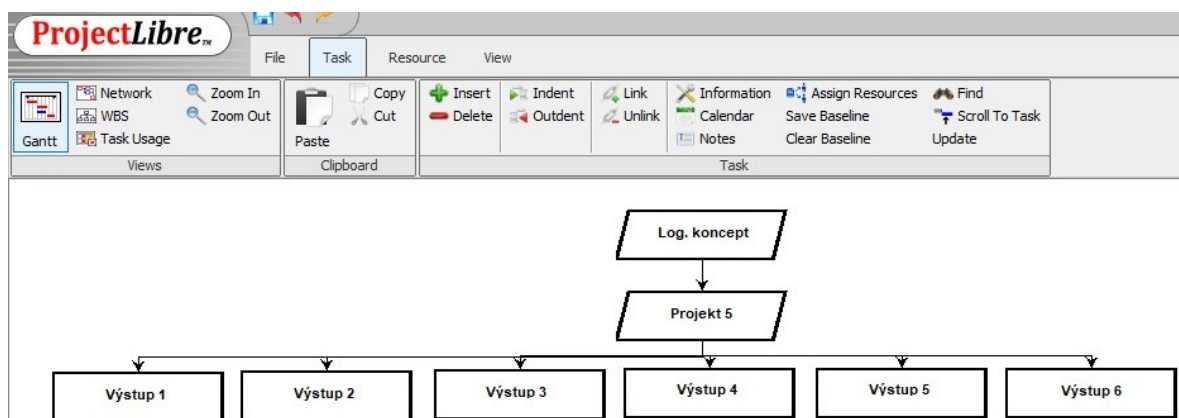 ProjectLibre™
File Task Resource View
Network Zoom In Copy Insert Indent Link Information Assign Resources Find
WBS Zoom Out Cut Delete Outdent Unlink Calendar Save Baseline Scroll To Task
Gantt Task Usage Paste Notes Clear Baseline Update
Views Clipboard Task
Log. koncept
Projekt 5
Výstup 1 Výstup 2 Výstup 3 Výstup 4 Výstup 5 Výstup 6